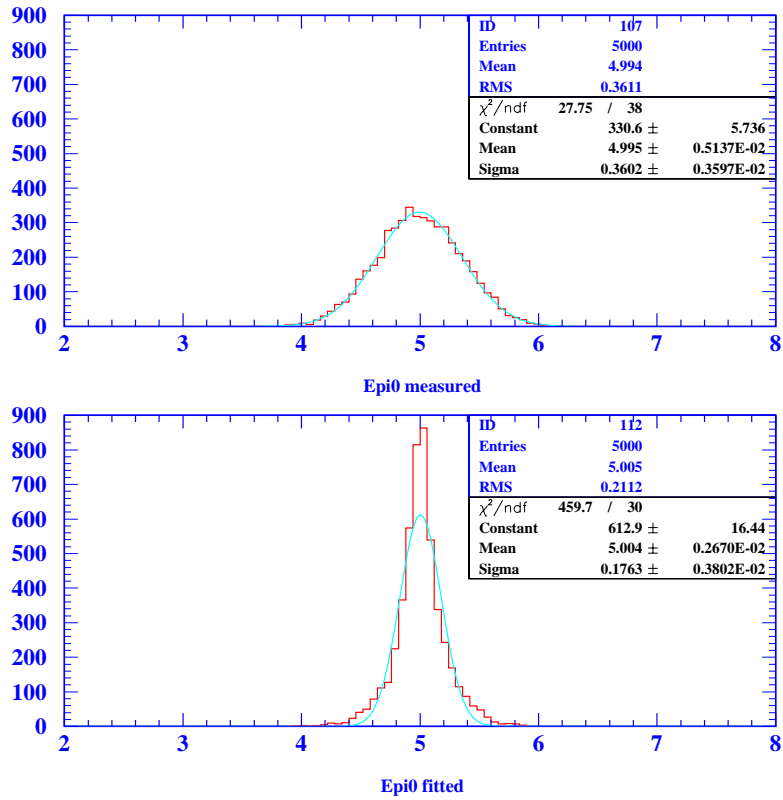 900
800
700
600
500
400
300
200
100
0
2 3 4 5 6 7 8
ID 107
Entries 5000
Mean 4.994
RMS 0.3611
χ²/ndf 27.75 / 38
Constant 330.6 ± 5.736
Mean 4.995 ± 0.5137E-02
Sigma 0.3602 ± 0.3597E-02
Epi0 measured
900
800
700
600
500
400
300
200
100
0
2 3 4 5 6 7 8
ID 112
Entries 5000
Mean 5.005
RMS 0.2112
χ²/ndf 459.7 / 30
Constant 612.9 ± 16.44
Mean 5.004 ± 0.2670E-02
Sigma 0.1763 ± 0.3802E-02
Epi0 fitted